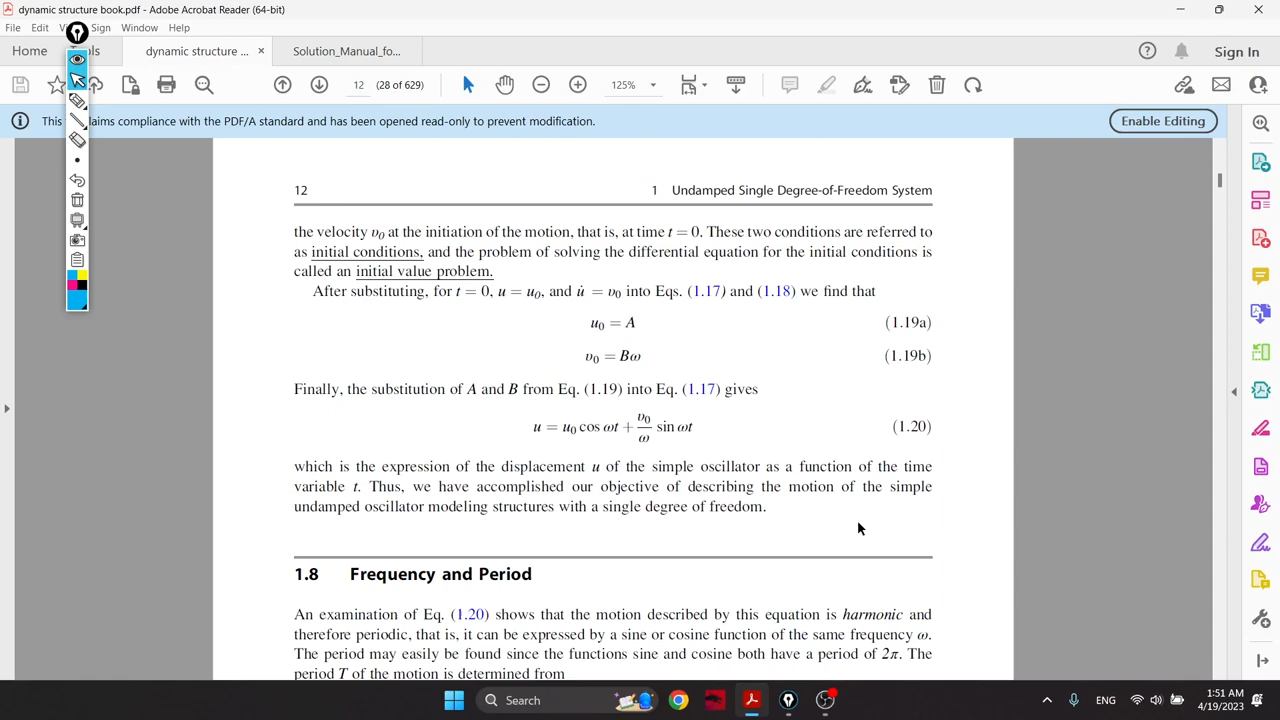 dynamic structure book.pdf - Adobe Acrobat Reader (64-bit)
File Edit Vi Sign Window Help
Home ools dynamic structure ... × Solution_Manual_fo... Sign In
12 (28 of 629) 125%
This laims compliance with the PDF/A standard and has been opened read-only to prevent modification. Enable Editing
12 1 Undamped Single Degree-of-Freedom System
the velocity υ0 at the initiation of the motion, that is, at time t = 0. These two conditions are referred to
as initial conditions, and the problem of solving the differential equation for the initial conditions is
called an initial value problem.
After substituting, for t = 0, u = u0, and u̇ = υ0 into Eqs. (1.17) and (1.18) we find that
u0 = A (1.19a)
υ0 = Bω (1.19b)
Finally, the substitution of A and B from Eq. (1.19) into Eq. (1.17) gives
u = u0 cos ωt + υ0/ω sin ωt (1.20)
which is the expression of the displacement u of the simple oscillator as a function of the time
variable t. Thus, we have accomplished our objective of describing the motion of the simple
undamped oscillator modeling structures with a single degree of freedom.
1.8 Frequency and Period
An examination of Eq. (1.20) shows that the motion described by this equation is harmonic and
therefore periodic, that is, it can be expressed by a sine or cosine function of the same frequency ω.
The period may easily be found since the functions sine and cosine both have a period of 2π. The
period T of the motion is determined from
Search ENG 1:51 AM
4/19/2023